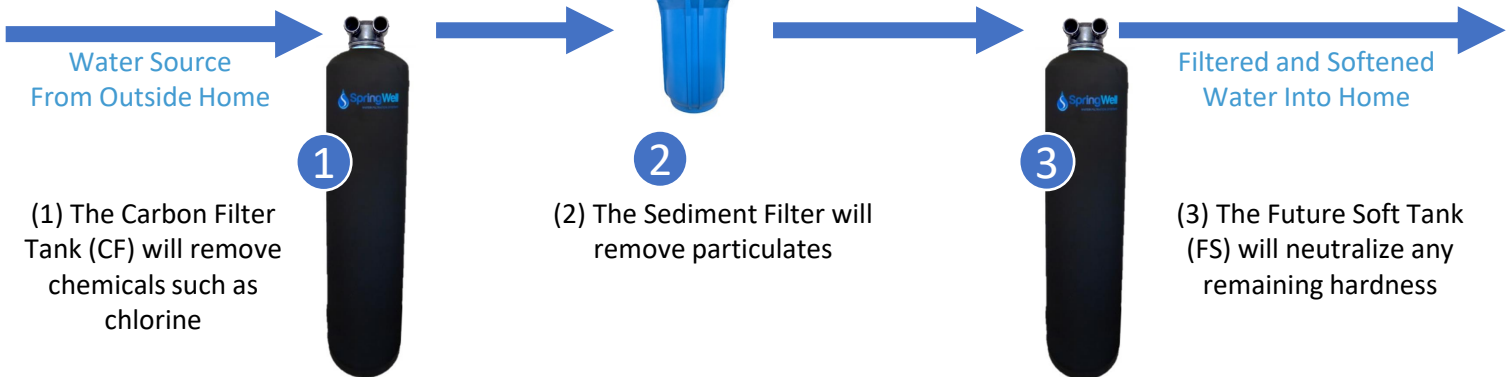 Water Source
From Outside Home
SpringWell
1
(1) The Carbon Filter
Tank (CF) will remove
chemicals such as
chlorine
2
(2) The Sediment Filter will
remove particulates
SpringWell
3
Filtered and Softened
Water Into Home
(3) The Future Soft Tank
(FS) will neutralize any
remaining hardness